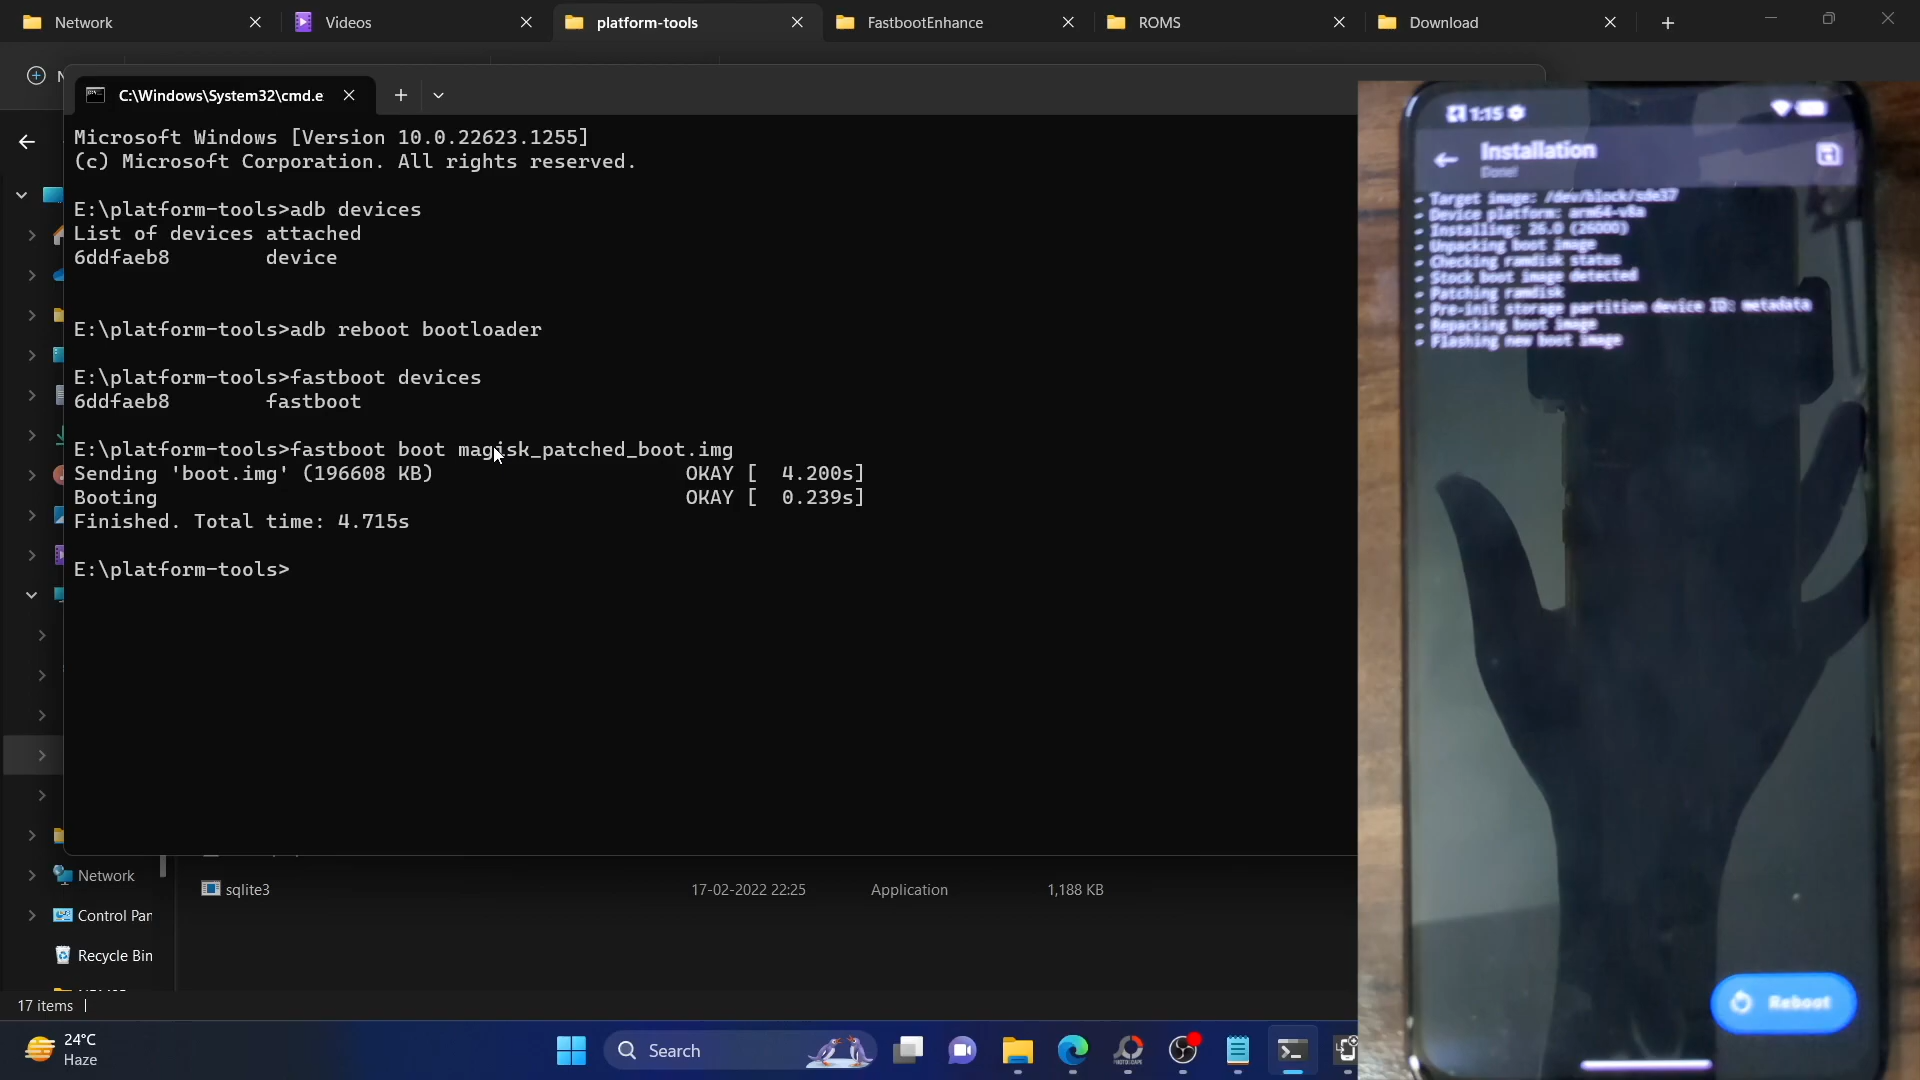 Network
Videos
platform-tools
FastbootEnhance
ROMS
Download
C:\Windows\System32\cmd.e
Microsoft Windows [Version 10.0.22623.1255]
(c) Microsoft Corporation. All rights reserved.
E:\platform-tools>adb devices
List of devices attached
6ddfaeb8 device
E:\platform-tools>adb reboot bootloader
E:\platform-tools>fastboot devices
6ddfaeb8 fastboot
E:\platform-tools>fastboot boot magisk_patched_boot.img
Sending 'boot.img' (196608 KB) OKAY [ 4.200s]
Booting OKAY [ 0.239s]
Finished. Total time: 4.715s
E:\platform-tools>
Network
Control Pan
Recycle Bin
sqlite3 17-02-2022 22:25 Application 1,188 KB
17 items
24°C
Haze
Search
1:15
Installation
Done!
- Target image: /dev/block/sde37
- Device platform: arm64-v8a
- Installing: 26.0 (26000)
- Unpacking boot image
- Checking ramdisk status
- Stock boot image detected
- Patching ramdisk
- Pre-init storage partition device ID: metadata
- Repacking boot image
- Flashing new boot image
Reboot